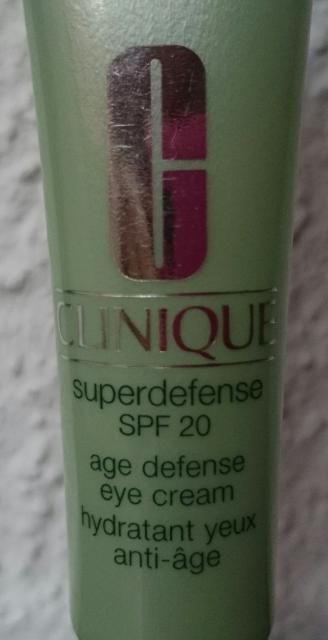 CLINIQUE
superdefense
SPF 20
age defense
eye cream
hydratant yeux
anti-âge